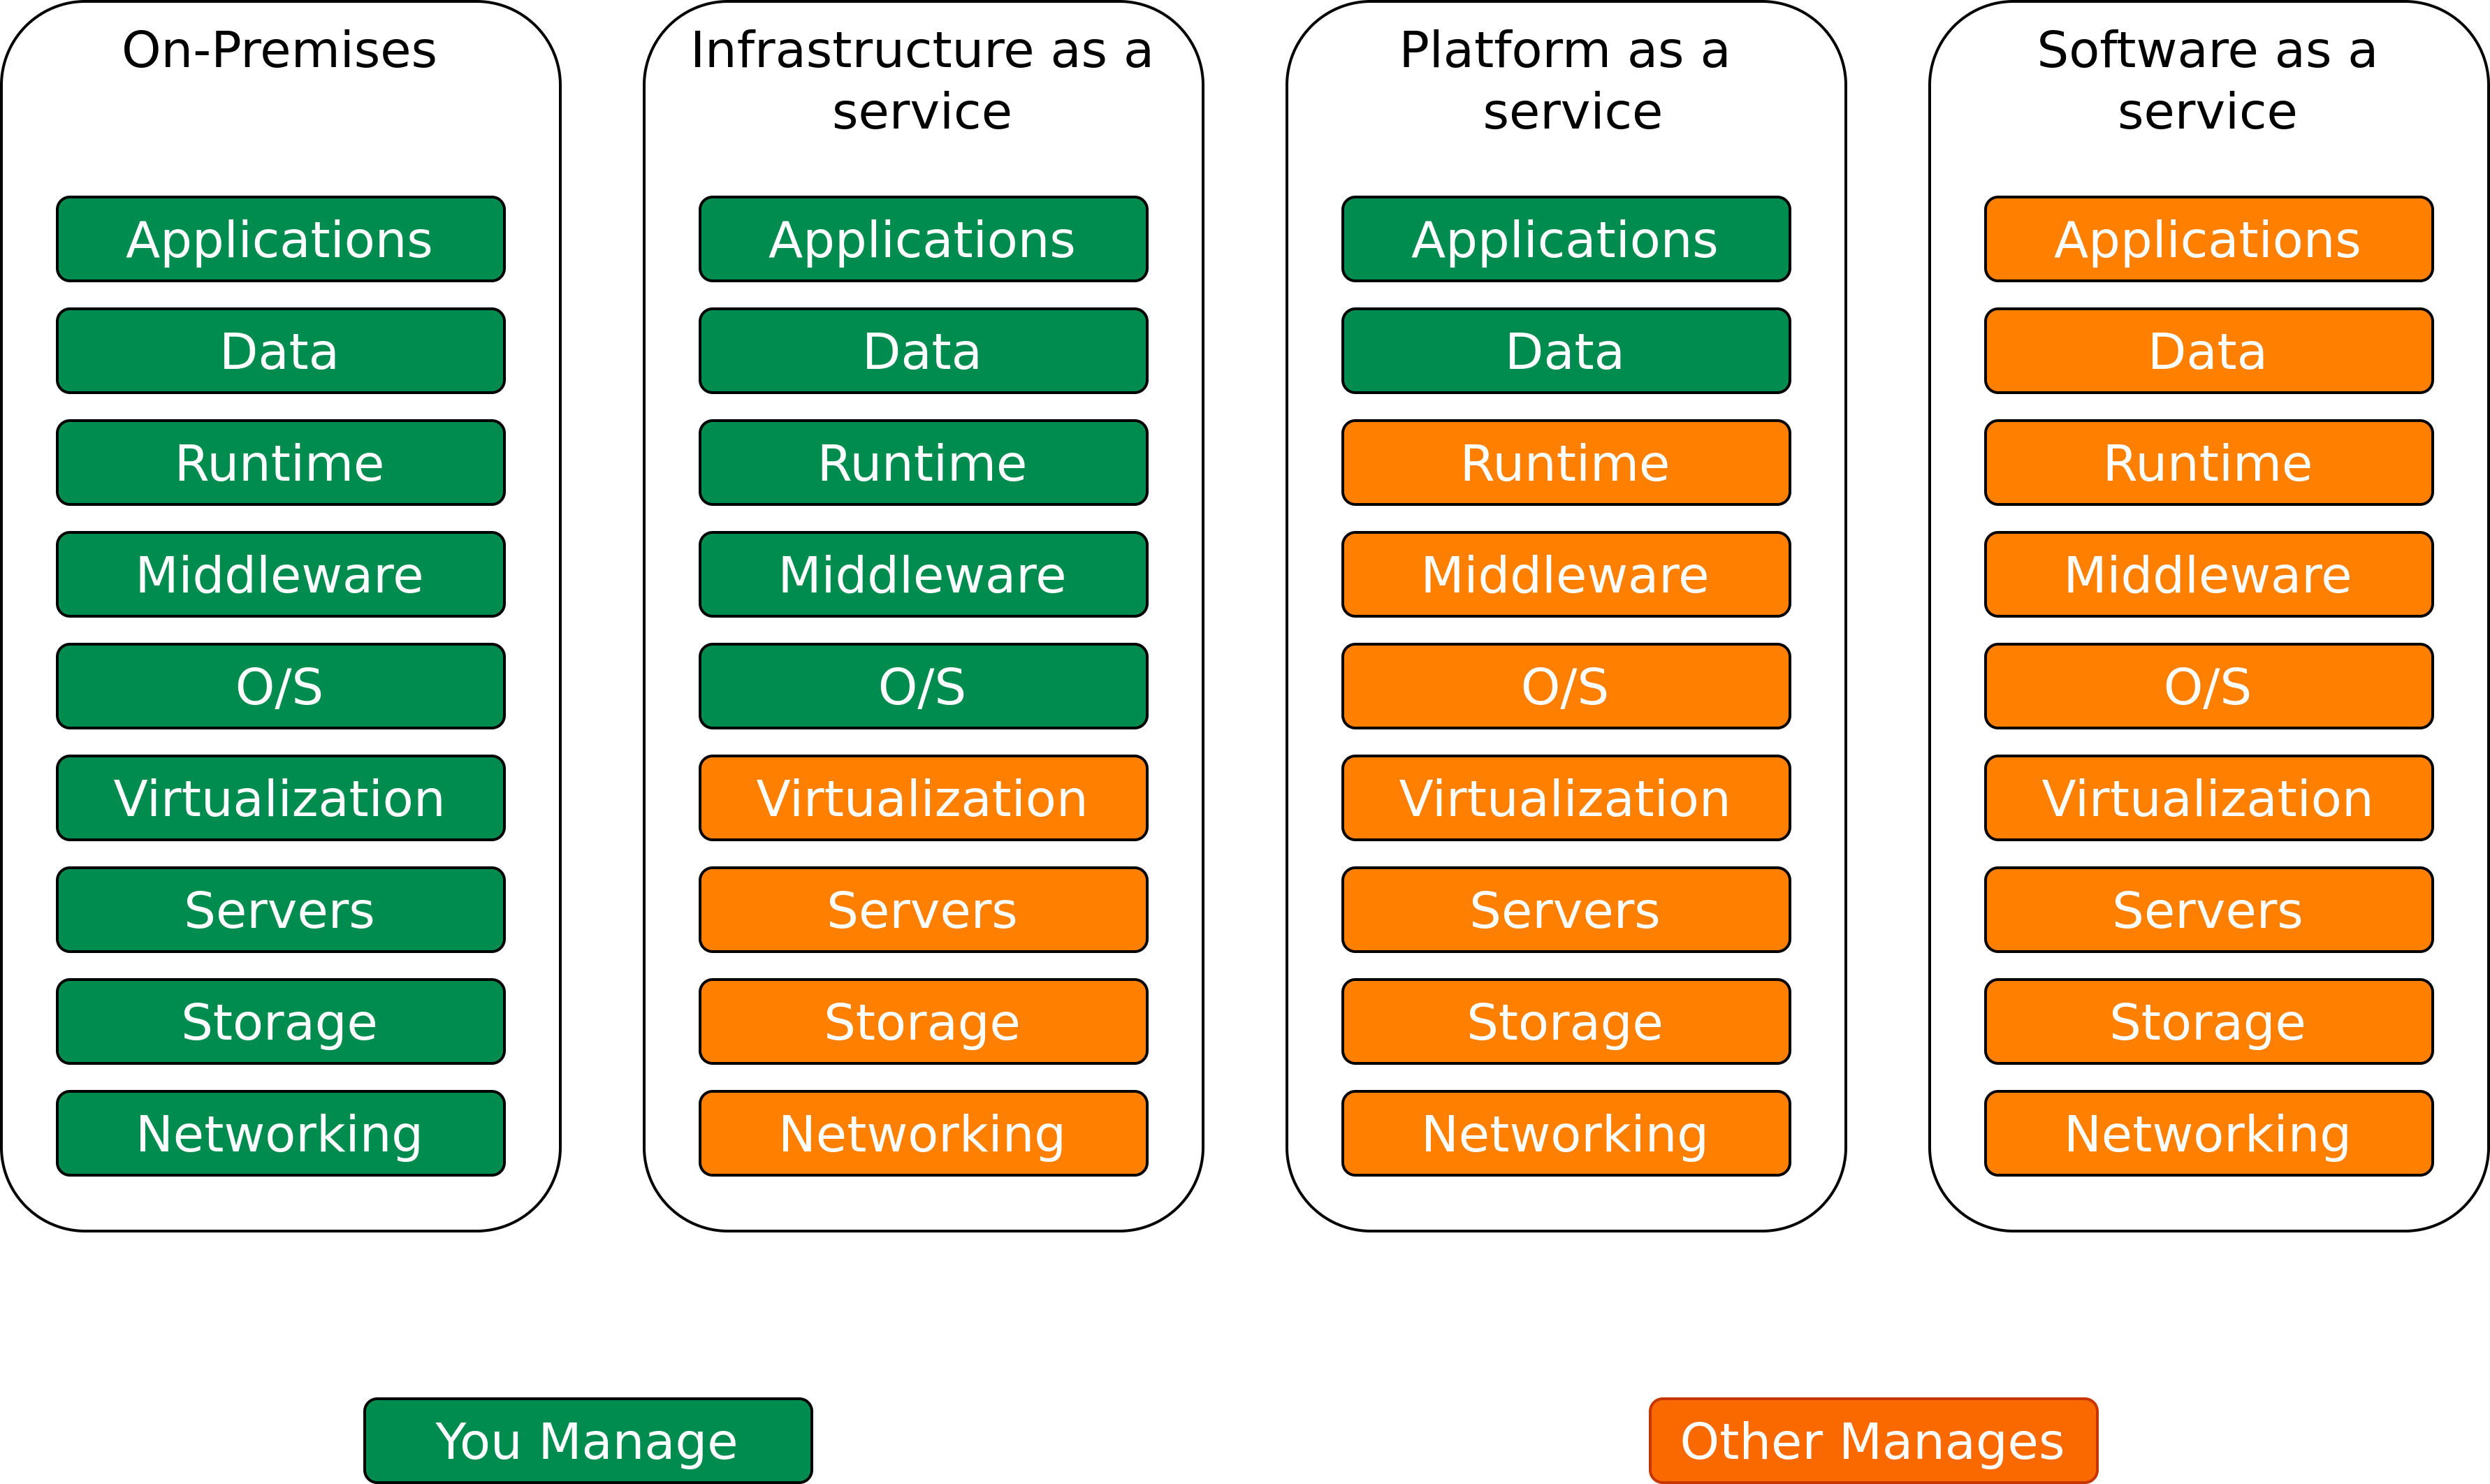 On-Premises
Applications
Data
Runtime
Middleware
O/S
Virtualization
Servers
Storage
Networking
Infrastructure as a
service
Applications
Data
Runtime
Middleware
O/S
Virtualization
Servers
Storage
Networking
Platform as a
service
Applications
Data
Runtime
Middleware
O/S
Virtualization
Servers
Storage
Networking
Software as a
service
Applications
Data
Runtime
Middleware
O/S
Virtualization
Servers
Storage
Networking
You Manage
Other Manages